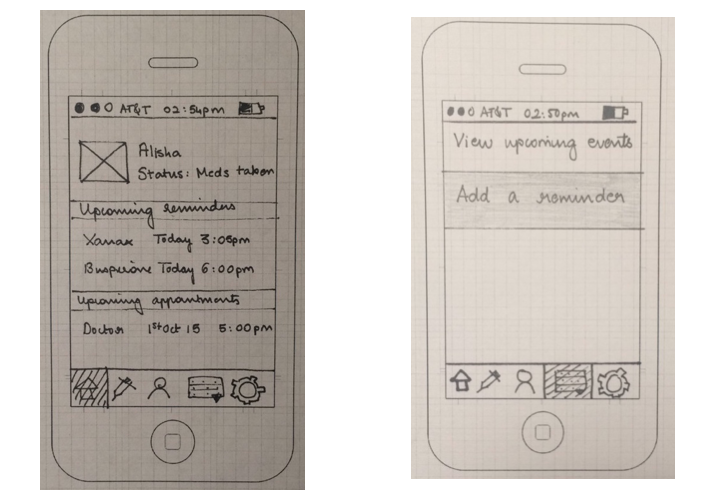 AT&T 02:54pm
Alisha
Status: Meds taken
Upcoming reminders
Xanax Today 3:05pm
Buspirone Today 6:00pm
Upcoming appointments
Doctor 1st Oct 15 5:00pm
AT&T 02:50pm
View upcoming events
Add a reminder